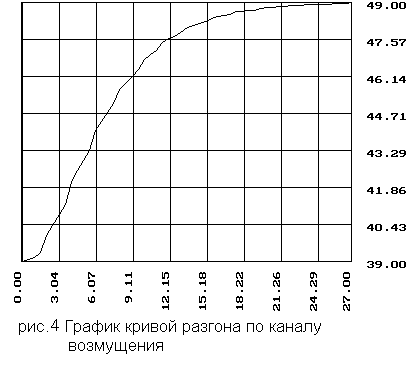 49.00
47.57
46.14
44.71
43.29
41.86
40.43
39.00
0.00 3.04 6.07 9.11 12.15 15.18 18.22 21.26 24.29 27.00
рис.4 График кривой разгона по каналу
возмущения